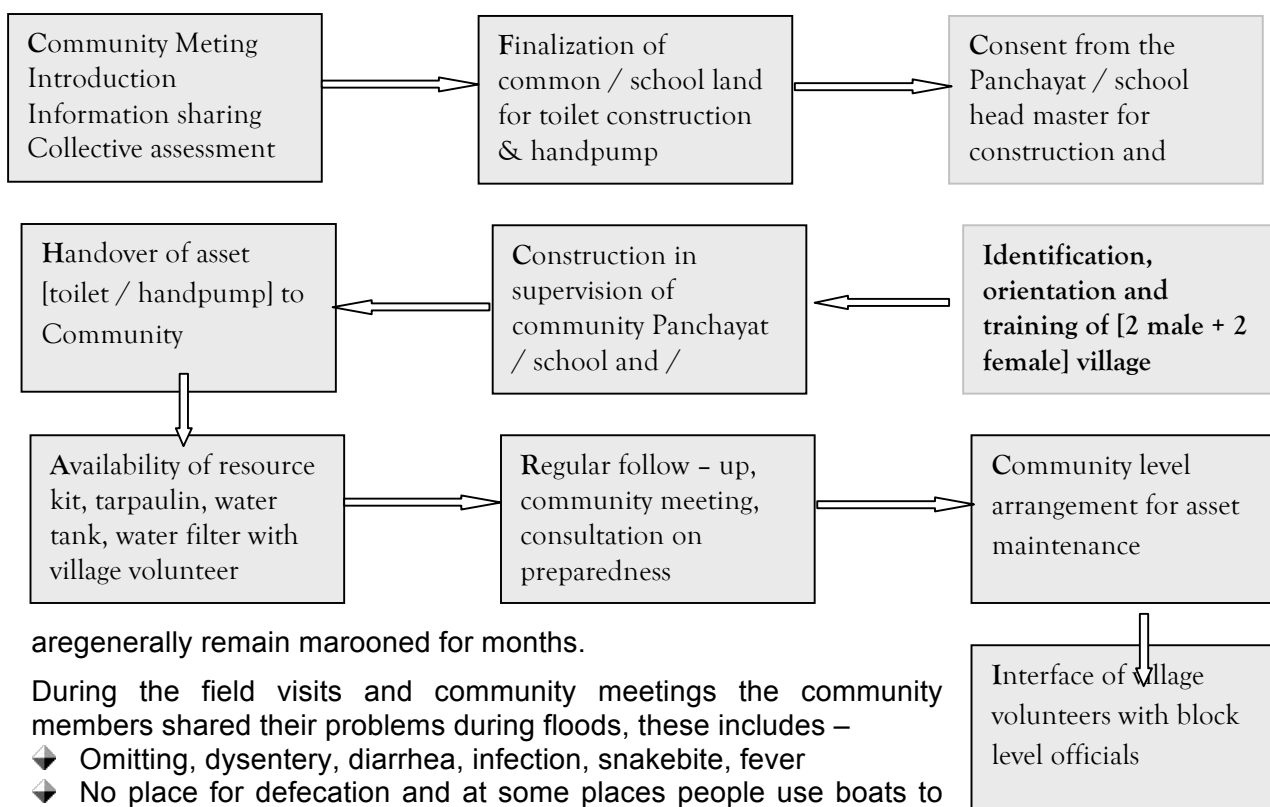 Community Meting
Introduction
Information sharing
Collective assessment
Finalization of
common / school land
for toilet construction
& handpump
Consent from the
Panchayat / school
head master for
construction and
Handover of asset
[toilet / handpump] to
Community
Construction in
supervision of
community Panchayat
/ school and /
Identification,
orientation and
training of [2 male + 2
female] village
Availability of resource
kit, tarpaulin, water
tank, water filter with
village volunteer
Regular follow – up,
community meeting,
consultation on
preparedness
Community level
arrangement for asset
maintenance
Interface of village
volunteers with block
level officials
aregenerally remain marooned for months.
During the field visits and community meetings the community
members shared their problems during floods, these includes –
Omitting, dysentery, diarrhea, infection, snakebite, fever
No place for defecation and at some places people use boats to